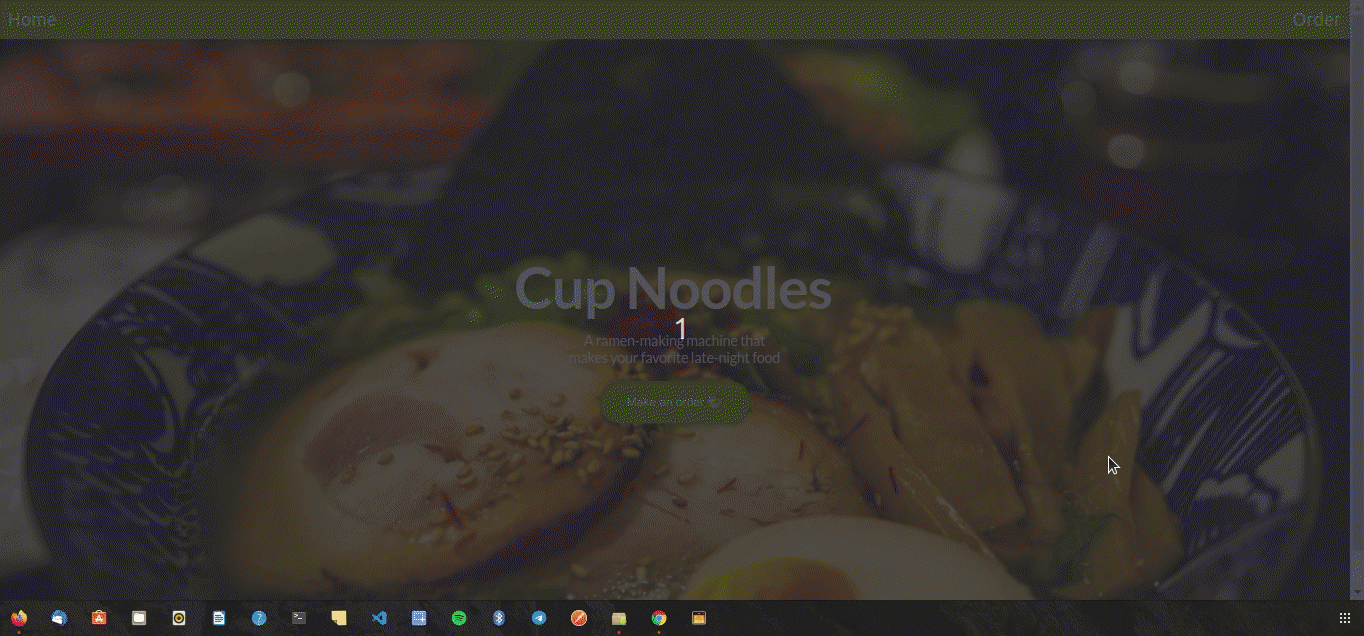 Home
Order
Cup Noodles
1
A ramen-making machine that
makes your favorite late-night food
Make an order